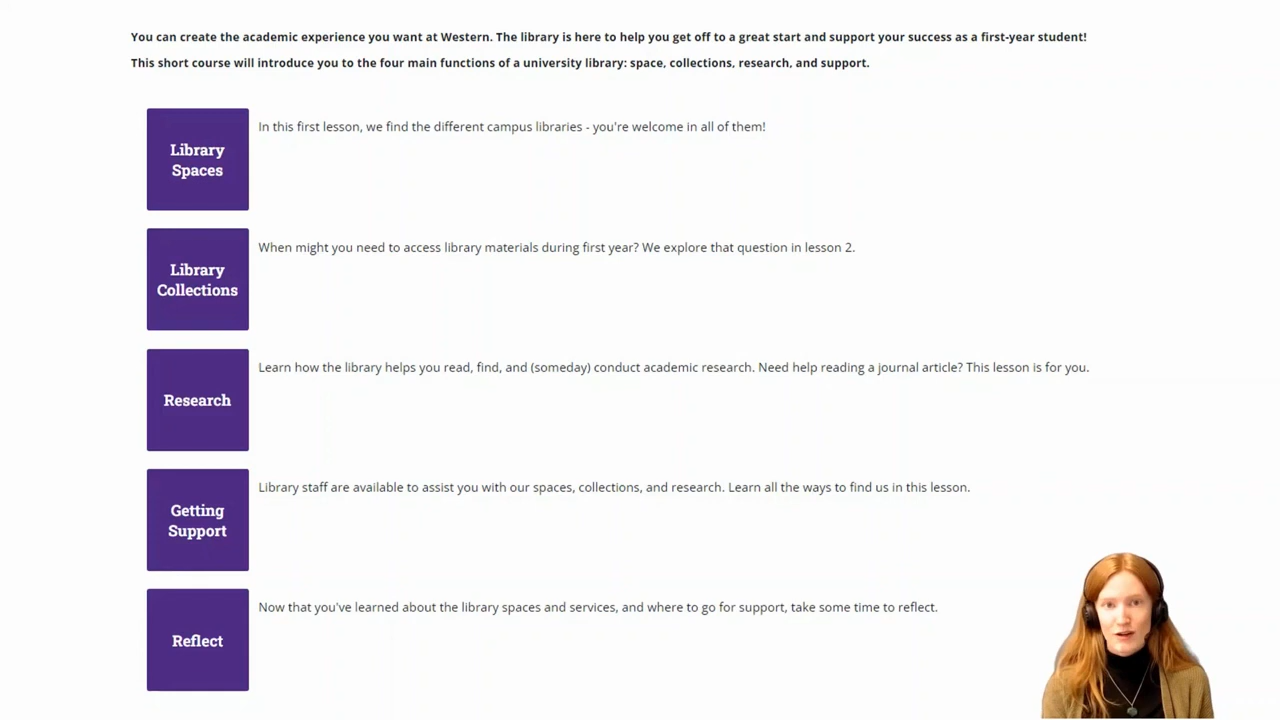 You can create the academic experience you want at Western. The library is here to help you get off to a great start and support your success as a first-year student!
This short course will introduce you to the four main functions of a university library: space, collections, research, and support.
Library
Spaces
In this first lesson, we find the different campus libraries - you're welcome in all of them!
Library
Collections
When might you need to access library materials during first year? We explore that question in lesson 2.
Research
Learn how the library helps you read, find, and (someday) conduct academic research. Need help reading a journal article? This lesson is for you.
Getting
Support
Library staff are available to assist you with our spaces, collections, and research. Learn all the ways to find us in this lesson.
Reflect
Now that you've learned about the library spaces and services, and where to go for support, take some time to reflect.